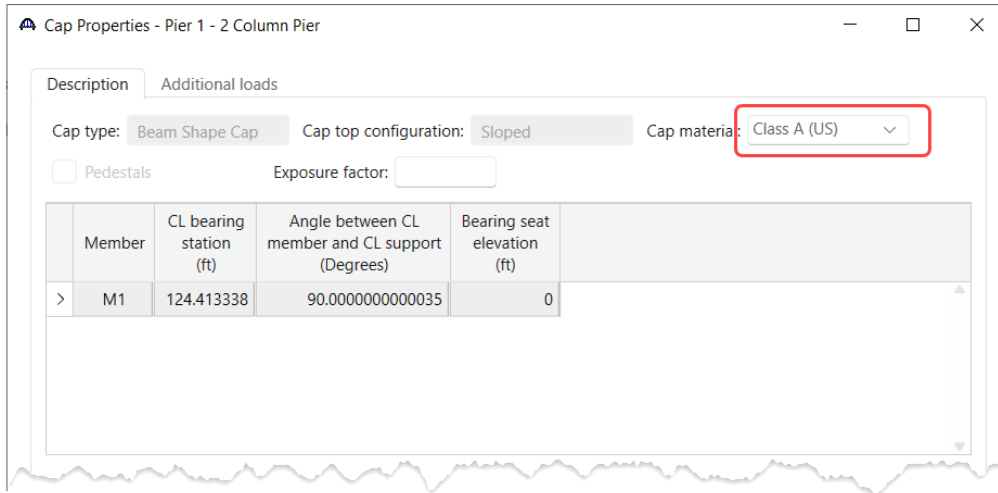 Cap Properties - Pier 1 - 2 Column Pier
Description Additional loads
Cap type: Beam Shape Cap Cap top configuration: Sloped Cap material: Class A (US)
Pedestals Exposure factor:
Member CL bearing station (ft) Angle between CL member and CL support (Degrees) Bearing seat elevation (ft)
M1 124.413338 90.0000000000035 0